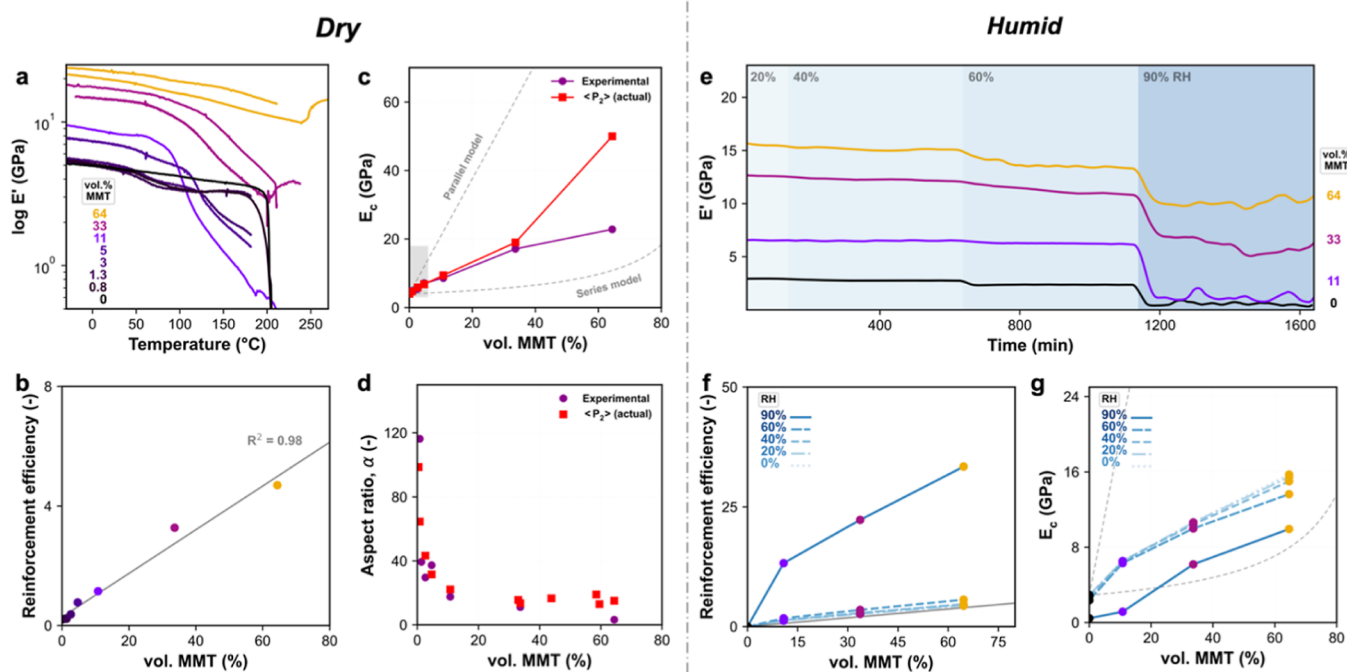 Dry
Humid
a
log E' (GPa)
10¹
10⁰
vol.%
MMT
64
33
11
5
3
1.3
0.8
0
0
50
100
150
200
250
Temperature (°C)
c
Experimental
<P₂> (actual)
Parallel model
Series model
E꜀ (GPa)
60
40
20
0
0
20
40
60
80
vol. MMT (%)
e
20%
40%
60%
90% RH
E' (GPa)
20
15
10
5
400
800
1200
1600
Time (min)
vol.%
MMT
64
33
11
0
b
Reinforcement efficiency (-)
8
4
0
R² = 0.98
0
20
40
60
80
vol. MMT (%)
d
Experimental
<P₂> (actual)
Aspect ratio, α (-)
120
80
40
0
0
20
40
60
80
vol. MMT (%)
f
RH
90%
60%
40%
20%
0%
Reinforcement efficiency (-)
50
25
0
0
15
30
45
60
75
vol. MMT (%)
g
RH
90%
60%
40%
20%
0%
E꜀ (GPa)
24
16
8
0
0
20
40
60
80
vol. MMT (%)